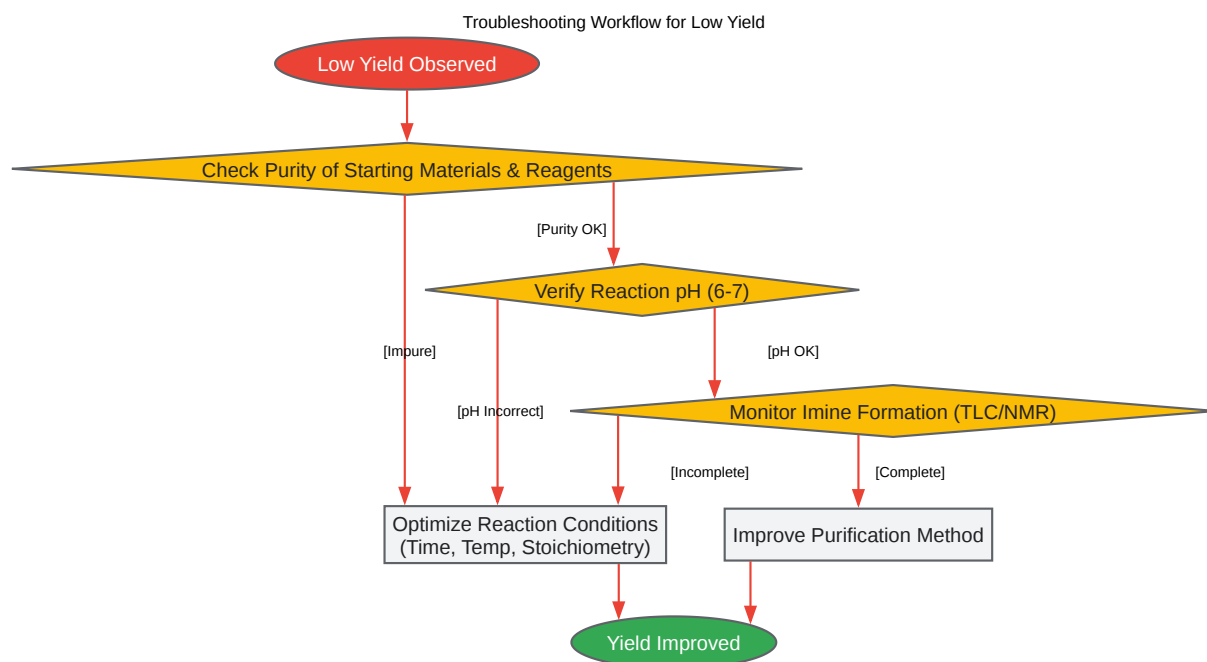 Troubleshooting Workflow for Low Yield
Low Yield Observed
Check Purity of Starting Materials & Reagents
[Purity OK]
Verify Reaction pH (6-7)
[Impure]
[pH OK]
[pH Incorrect]
Monitor Imine Formation (TLC/NMR)
[Incomplete]
[Complete]
Optimize Reaction Conditions
(Time, Temp, Stoichiometry)
Improve Purification Method
Yield Improved